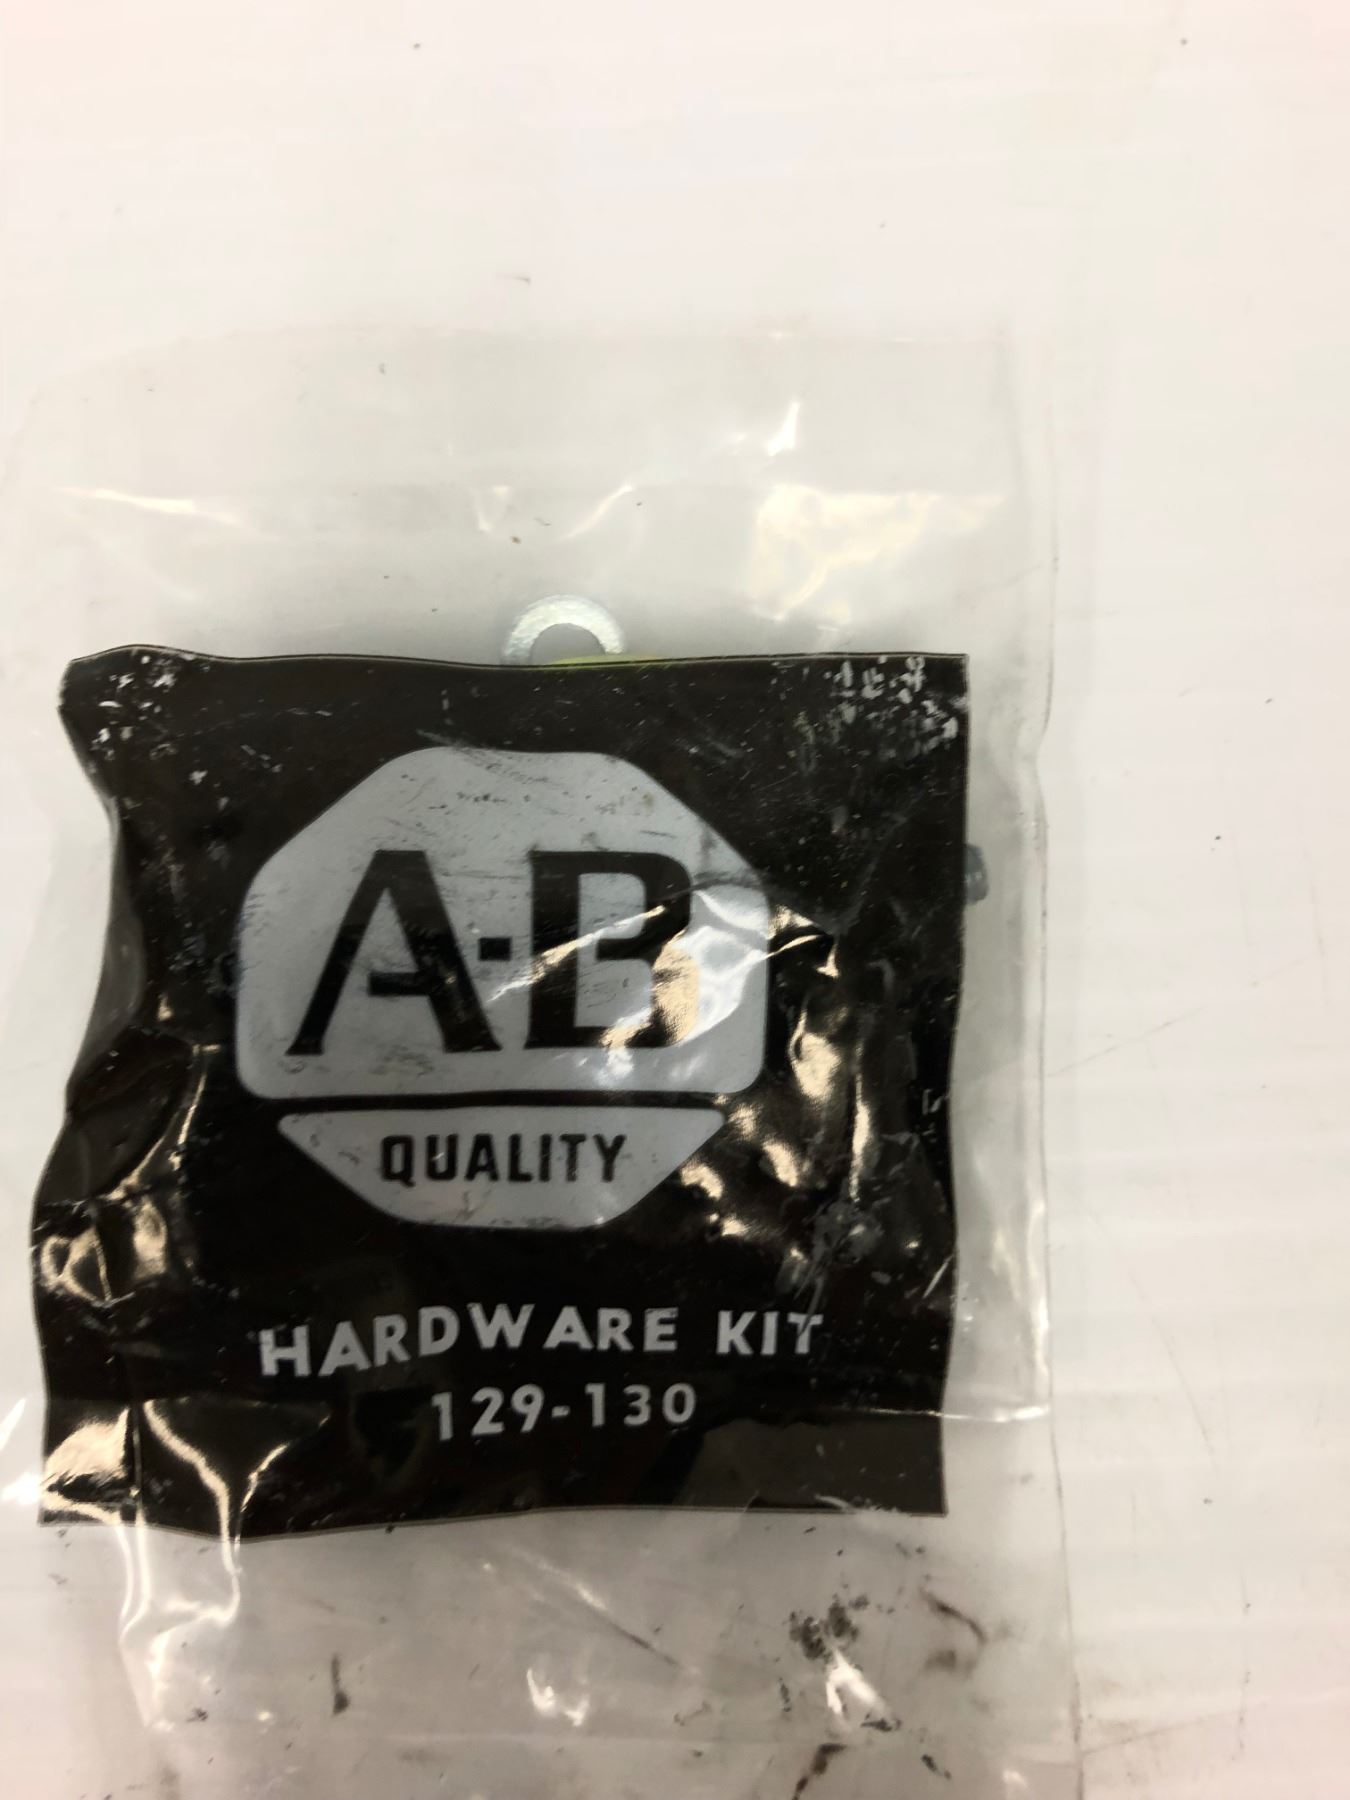 A-B
QUALITY
HARDWARE KIT
129-130